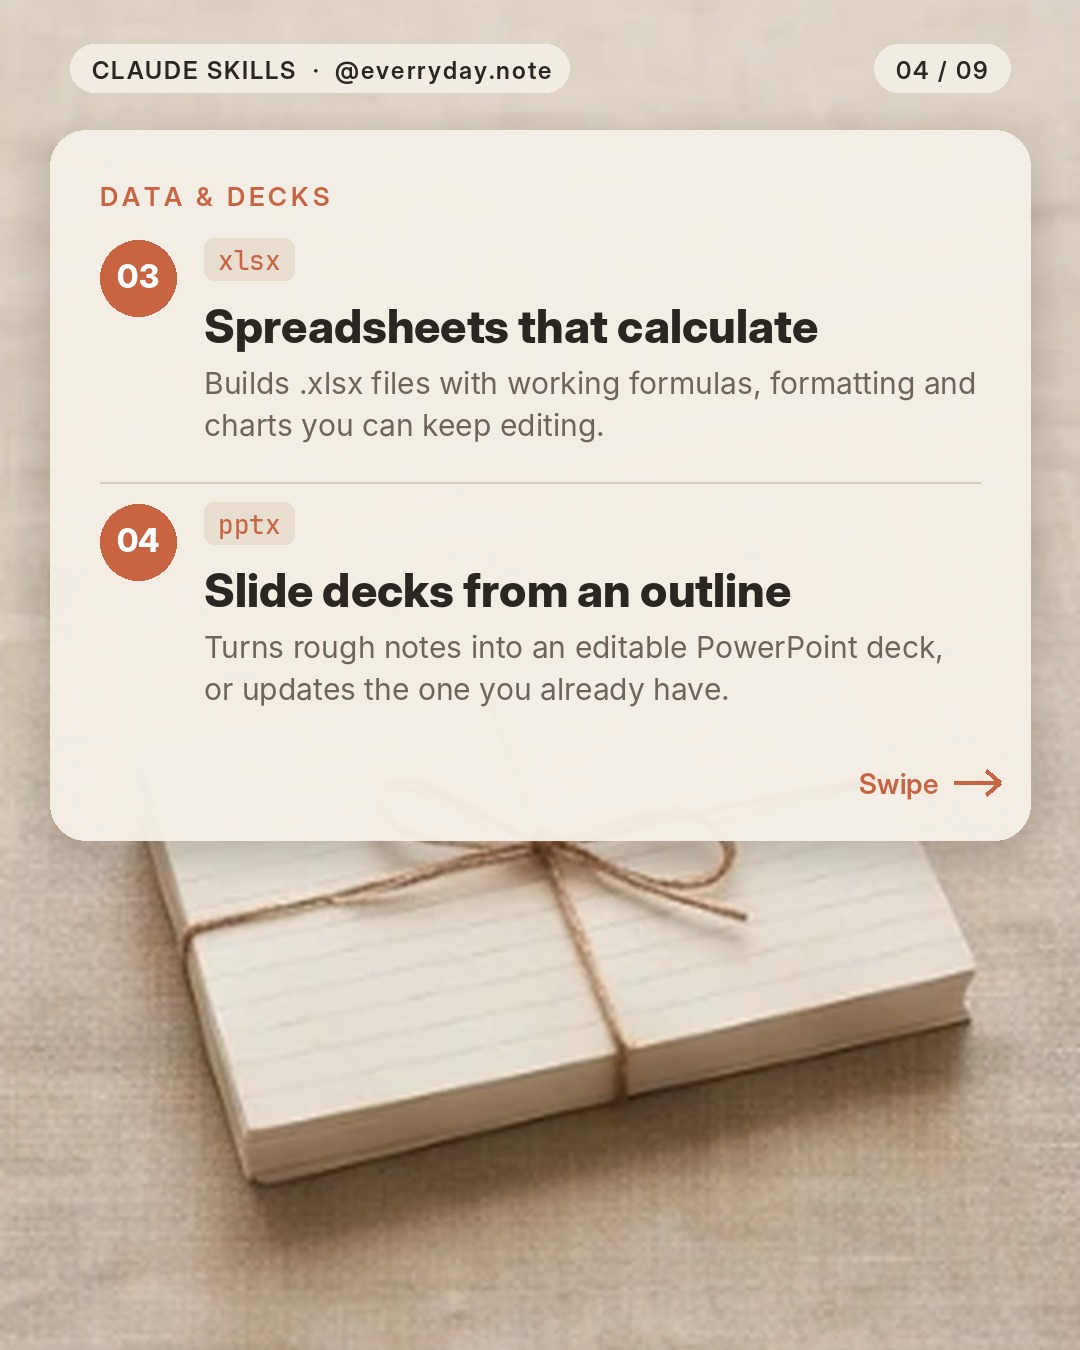 CLAUDE SKILLS · @everryday.note
04 / 09
DATA & DECKS
03
xlsx
Spreadsheets that calculate
Builds .xlsx files with working formulas, formatting and
charts you can keep editing.
04
pptx
Slide decks from an outline
Turns rough notes into an editable PowerPoint deck,
or updates the one you already have.
Swipe →